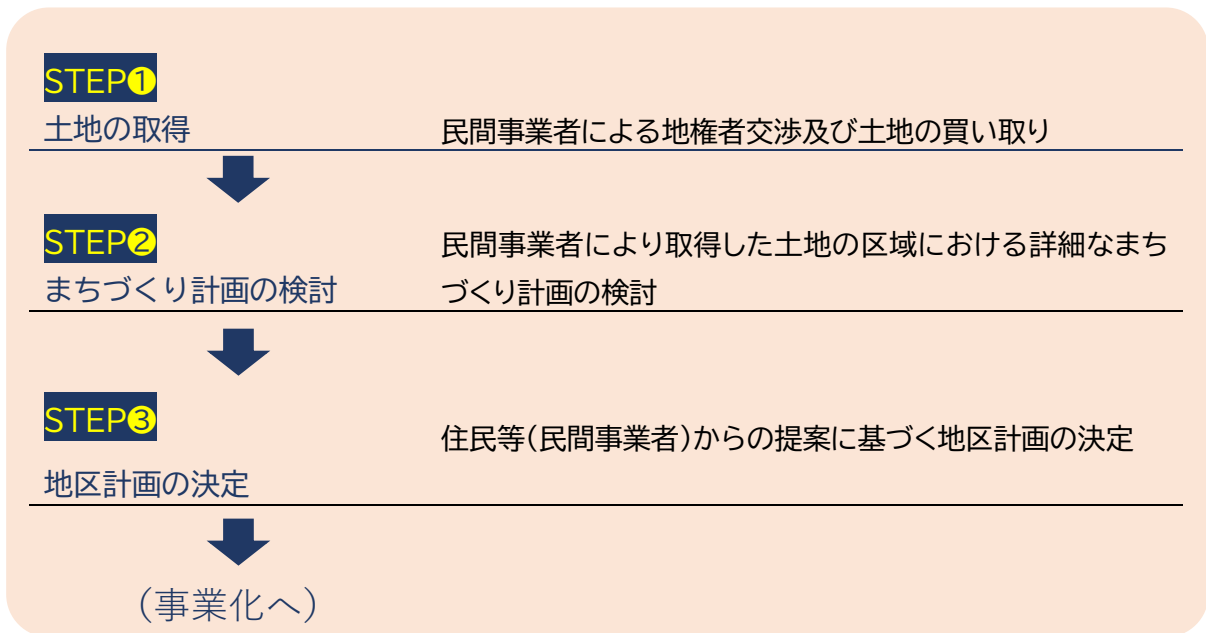 STEP❶
土地の取得
民間事業者による地権者交渉及び土地の買い取り
STEP❷
まちづくり計画の検討
民間事業者により取得した土地の区域における詳細なまち
づくり計画の検討
STEP❸
地区計画の決定
住民等(民間事業者)からの提案に基づく地区計画の決定
(事業化へ)